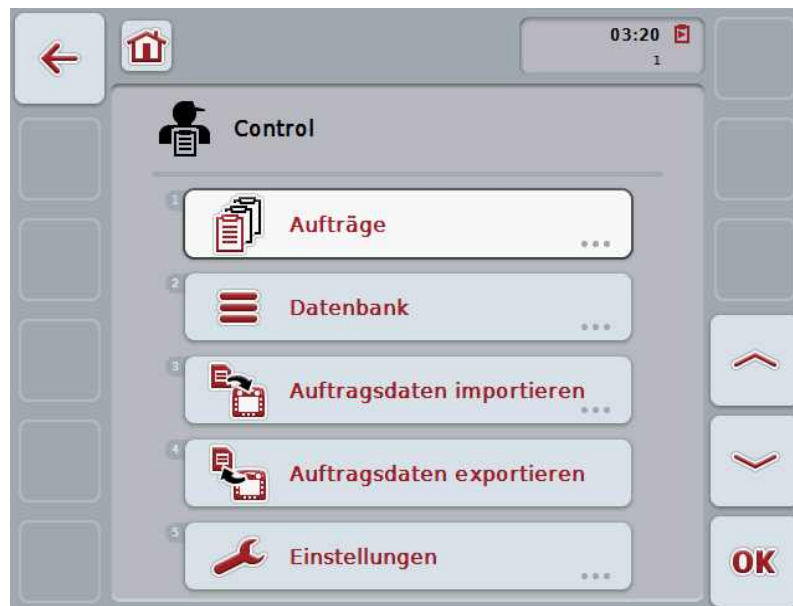 03:20
1
Control
1
Aufträge
2
Datenbank
3
Auftragsdaten importieren
4
Auftragsdaten exportieren
5
Einstellungen
OK